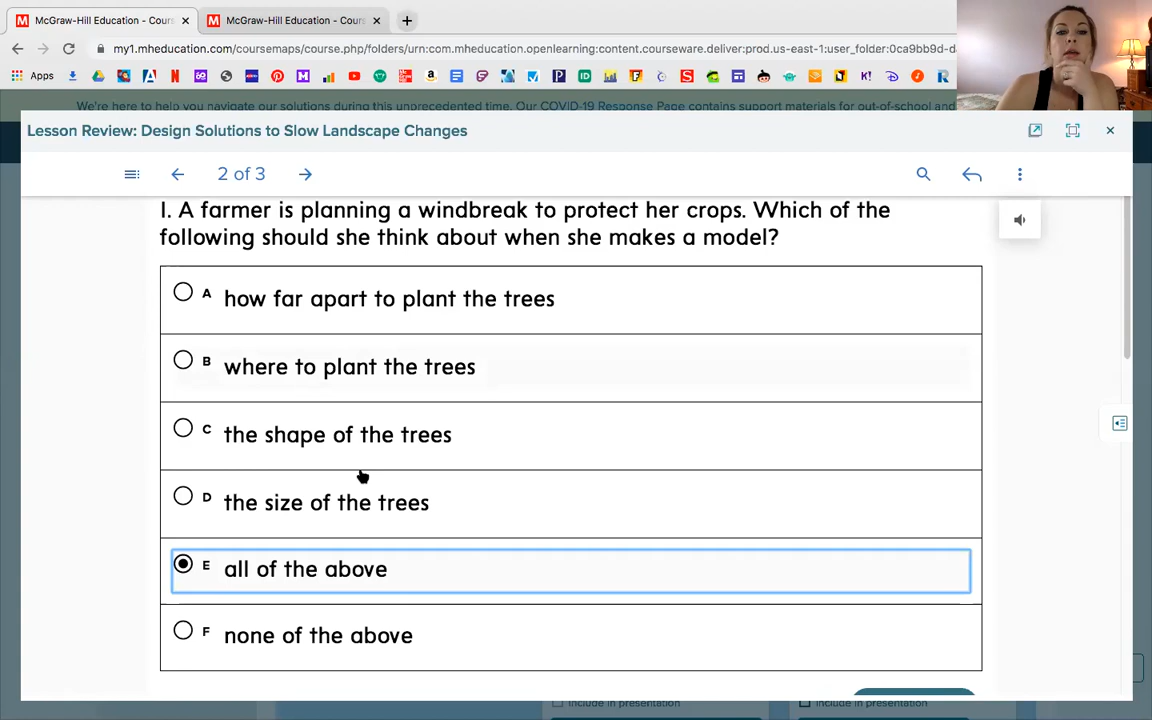 McGraw-Hill Education - Cours
McGraw-Hill Education - Cours
my1.mheducation.com/coursemaps/course.php/folders/urn:com.mheducation.openlearning:content.courseware.deliver:prod.us-east-1:user_folder:0ca9bb9d-d
Apps
We're here to help you navigate our solutions during this unprecedented time. Our COVID-19 Response Page contains support materials for out-of-school and
Lesson Review: Design Solutions to Slow Landscape Changes
2 of 3
1. A farmer is planning a windbreak to protect her crops. Which of the
following should she think about when she makes a model?
A how far apart to plant the trees
B where to plant the trees
C the shape of the trees
D the size of the trees
E all of the above
F none of the above
include in presentation
include in presentation